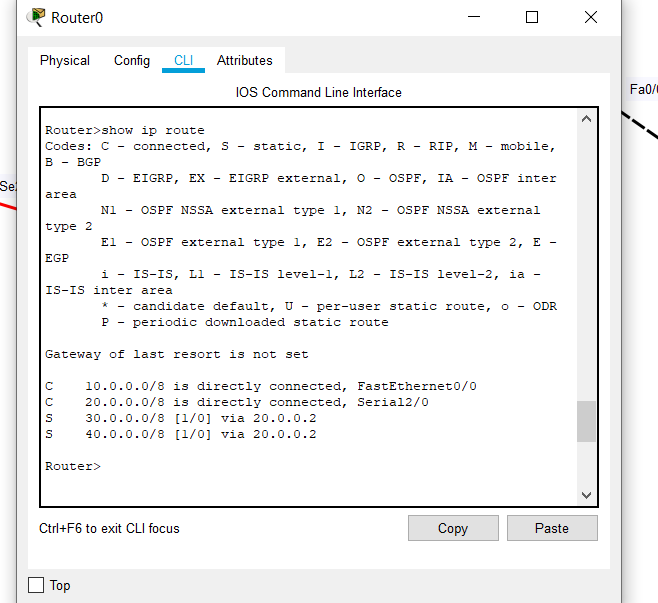 Router0
Physical Config CLI Attributes
IOS Command Line Interface
Fa0/
Router>show ip route
Codes: C - connected, S - static, I - IGRP, R - RIP, M - mobile,
B - BGP
D - EIGRP, EX - EIGRP external, O - OSPF, IA - OSPF inter
area
N1 - OSPF NSSA external type 1, N2 - OSPF NSSA external
type 2
E1 - OSPF external type 1, E2 - OSPF external type 2, E -
EGP
i - IS-IS, L1 - IS-IS level-1, L2 - IS-IS level-2, ia -
IS-IS inter area
* - candidate default, U - per-user static route, o - ODR
P - periodic downloaded static route
Gateway of last resort is not set
C 10.0.0.0/8 is directly connected, FastEthernet0/0
C 20.0.0.0/8 is directly connected, Serial2/0
S 30.0.0.0/8 [1/0] via 20.0.0.2
S 40.0.0.0/8 [1/0] via 20.0.0.2
Router>
Ctrl+F6 to exit CLI focus
Copy Paste
Top